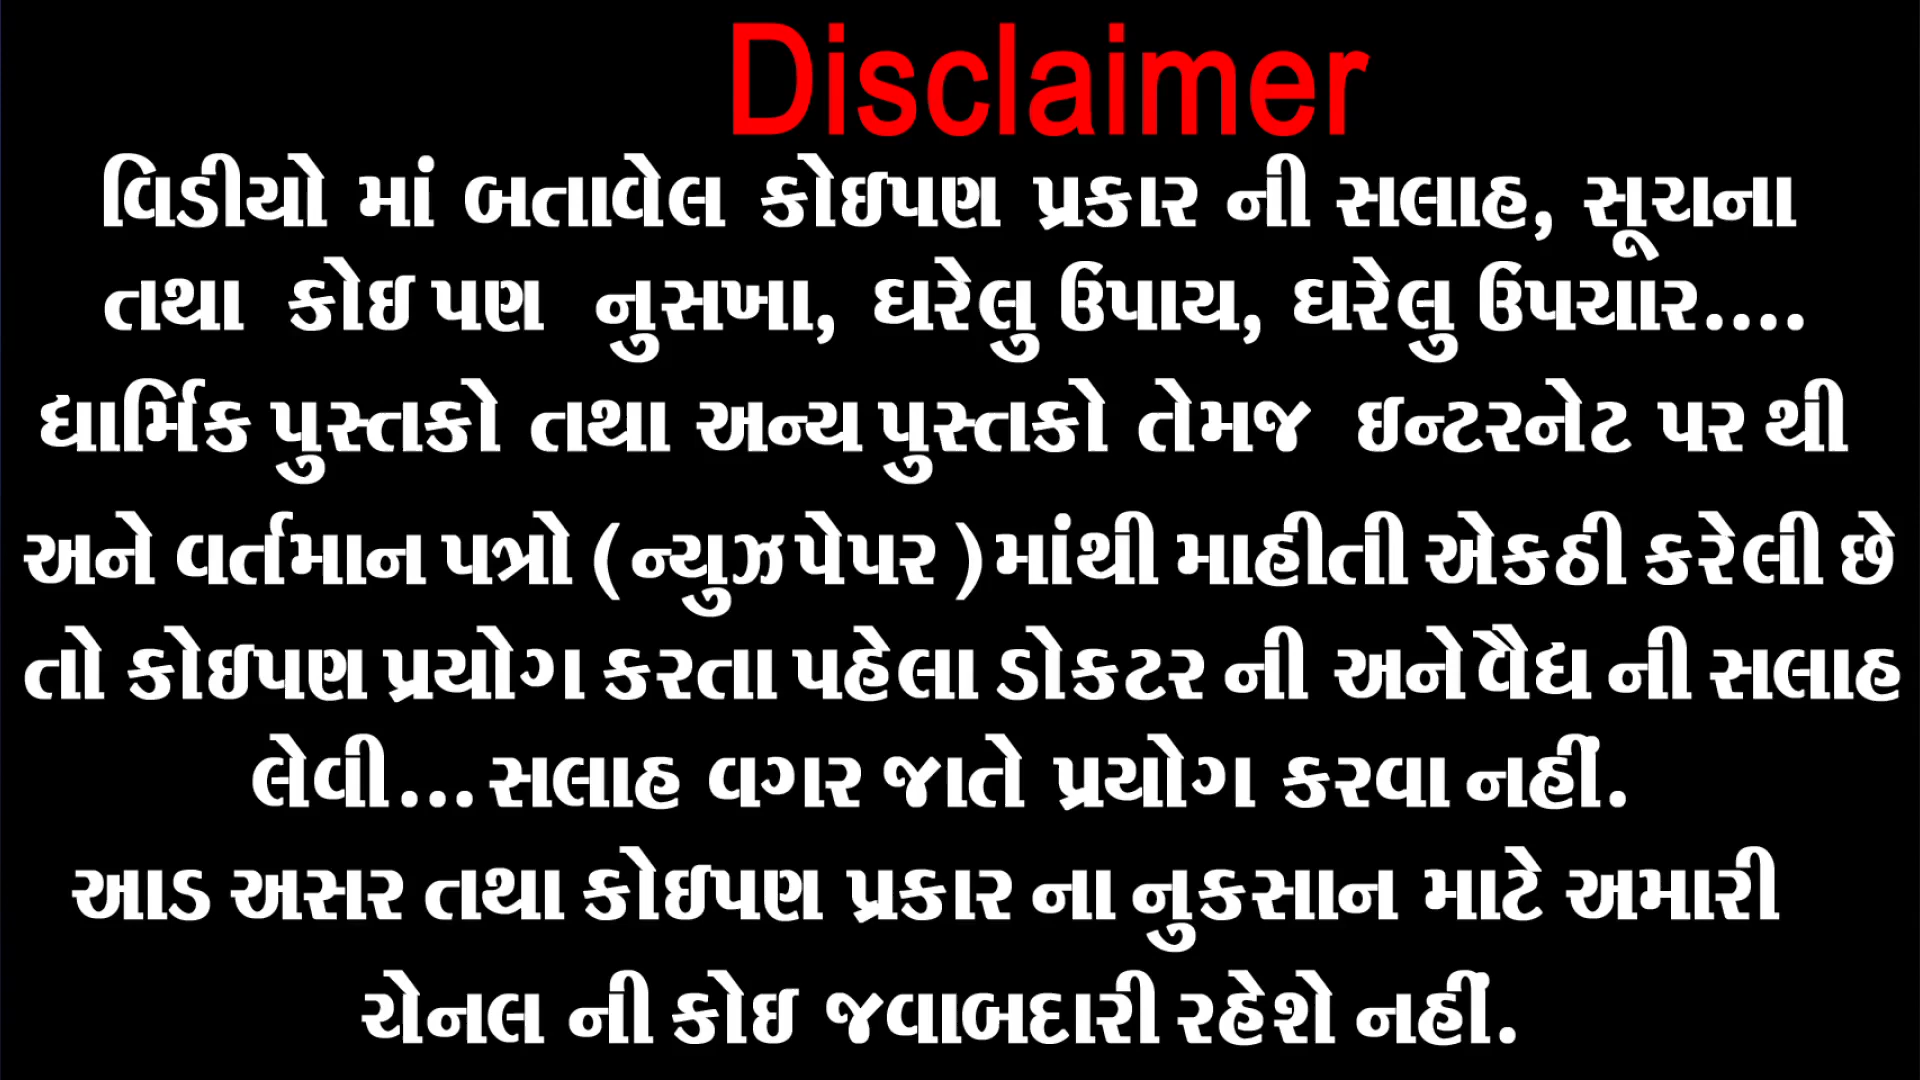 Disclaimer
વિડીયો માં બતાવેલ કોઇપણ પ્રકાર ની સલાહ, સૂચના
તથા કોઇ પણ નુસખા, ઘરેલુ ઉપાય, ઘરેલુ ઉપચાર....
ધાર્મિક પુસ્તકો તથા અન્ય પુસ્તકો તેમજ ઇન્ટરનેટ પર થી
અને વર્તમાન પત્રો ( ન્યુઝ પેપર ) માંથી માહીતી એકઠી કરેલી છે
તો કોઇપણ પ્રયોગ કરતા પહેલા ડોકટર ની અને વૈદ્ય ની સલાહ
લેવી... સલાહ વગર જાતે પ્રયોગ કરવા નહીં.
આડ અસર તથા કોઇપણ પ્રકાર ના નુકસાન માટે અમારી
ચેનલ ની કોઇ જવાબદારી રહેશે નહીં.